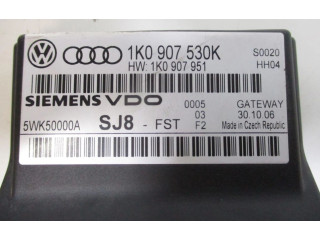 1K0 907 530K S0020
HW: 1K0 907 951 HH04
SIEMENS VDO 0005 GATEWAY
5WK50000A SJ8 - FST 03 30.10.06
F2 Made in Czech Republic